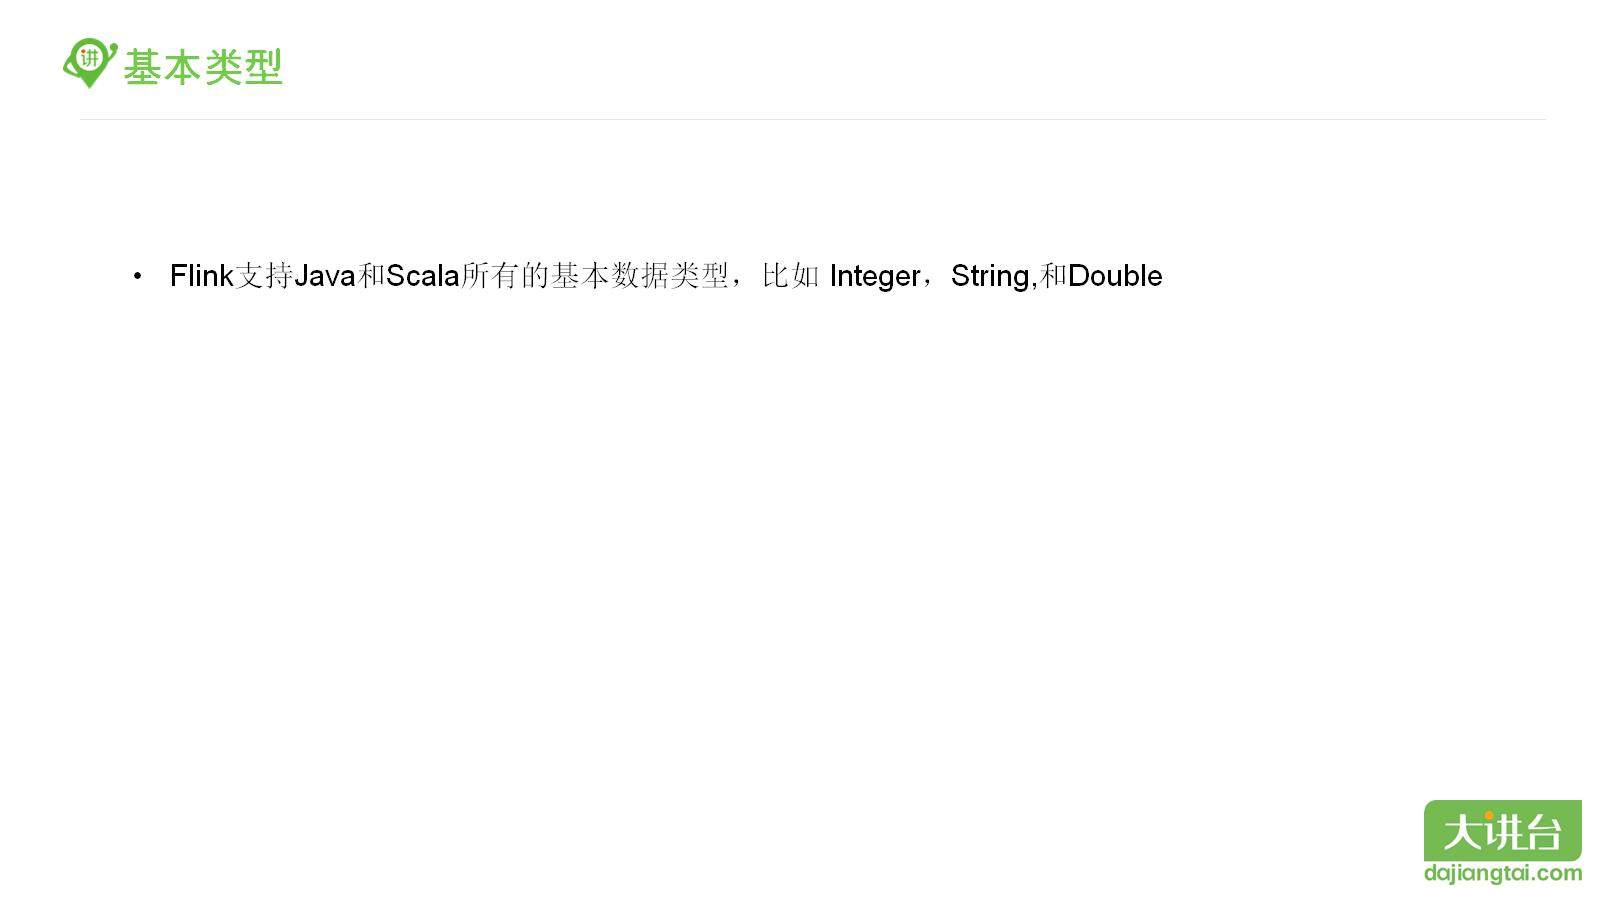 讲
基本类型
• Flink支持Java和Scala所有的基本数据类型，比如 Integer，String,和Double
大讲台
dajiangtai.com